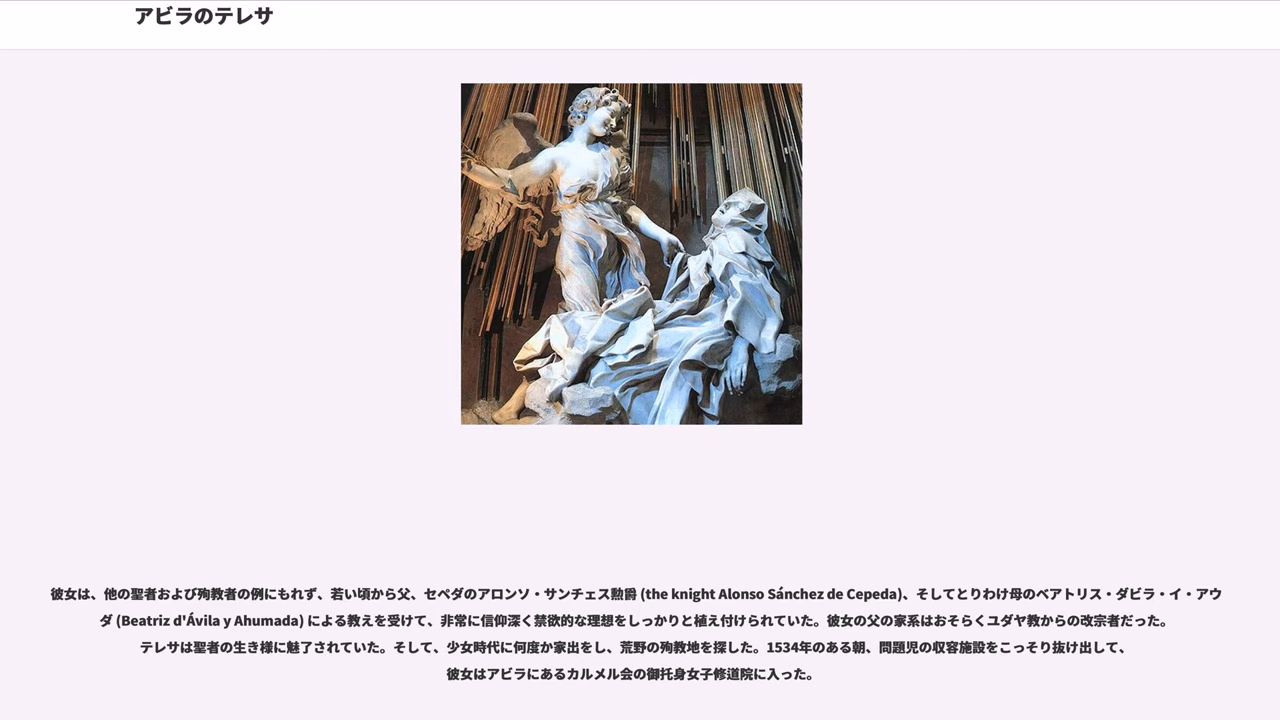 アビラのテレサ
彼女は、他の聖者および殉教者の例にもれず、若い頃から父、セペダのアロンソ・サンチェス勲爵 (the knight Alonso Sánchez de Cepeda)、そしてとりわけ母のベアトリス・ダビラ・イ・アウ
ダ (Beatriz d'Ávila y Ahumada) による教えを受けて、非常に信仰深く禁欲的な理想をしっかりと植え付けられていた。彼女の父の家系はおそらくユダヤ教からの改宗者だった。
テレサは聖者の生き様に魅了されていた。そして、少女時代に何度か家出をし、荒野の殉教地を探した。1534年のある朝、問題児の収容施設をこっそり抜け出して、
彼女はアビラにあるカルメル会の御托身女子修道院に入った。